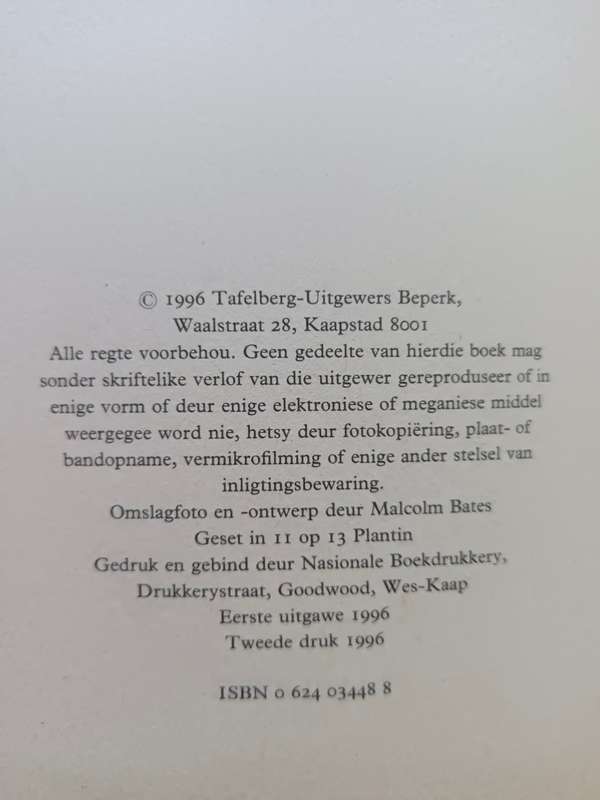 © 1996 Tafelberg-Uitgewers Beperk,
Waalstraat 28, Kaapstad 8001
Alle regte voorbehou. Geen gedeelte van hierdie boek mag
sonder skriftelike verlof van die uitgewer gereproduseer of in
enige vorm of deur enige elektroniese of meganiese middel
weergegee word nie, hetsy deur fotokopiëring, plaat- of
bandopname, vermikrofilming of enige ander stelsel van
inligtingsbewaring.
Omslagfoto en -ontwerp deur Malcolm Bates
Geset in 11 op 13 Plantin
Gedruk en gebind deur Nasionale Boekdrukkery,
Drukkerystraat, Goodwood, Wes-Kaap
Eerste uitgawe 1996
Tweede druk 1996
ISBN 0 624 03448 8